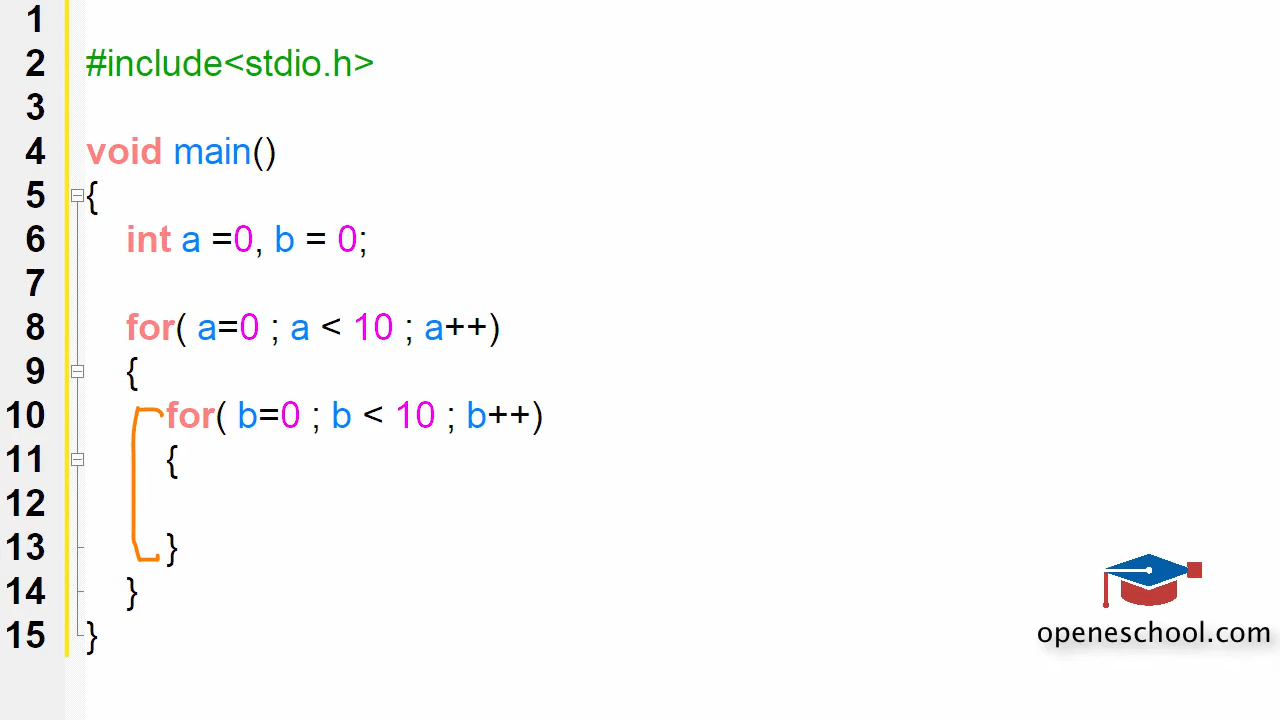 1
2 #include<stdio.h>
3
4 void main()
5 {
6 int a =0, b = 0;
7
8 for( a=0 ; a < 10 ; a++)
9 {
10 for( b=0 ; b < 10 ; b++)
11 {
12
13 }
14 }
15 }
openeschool.com